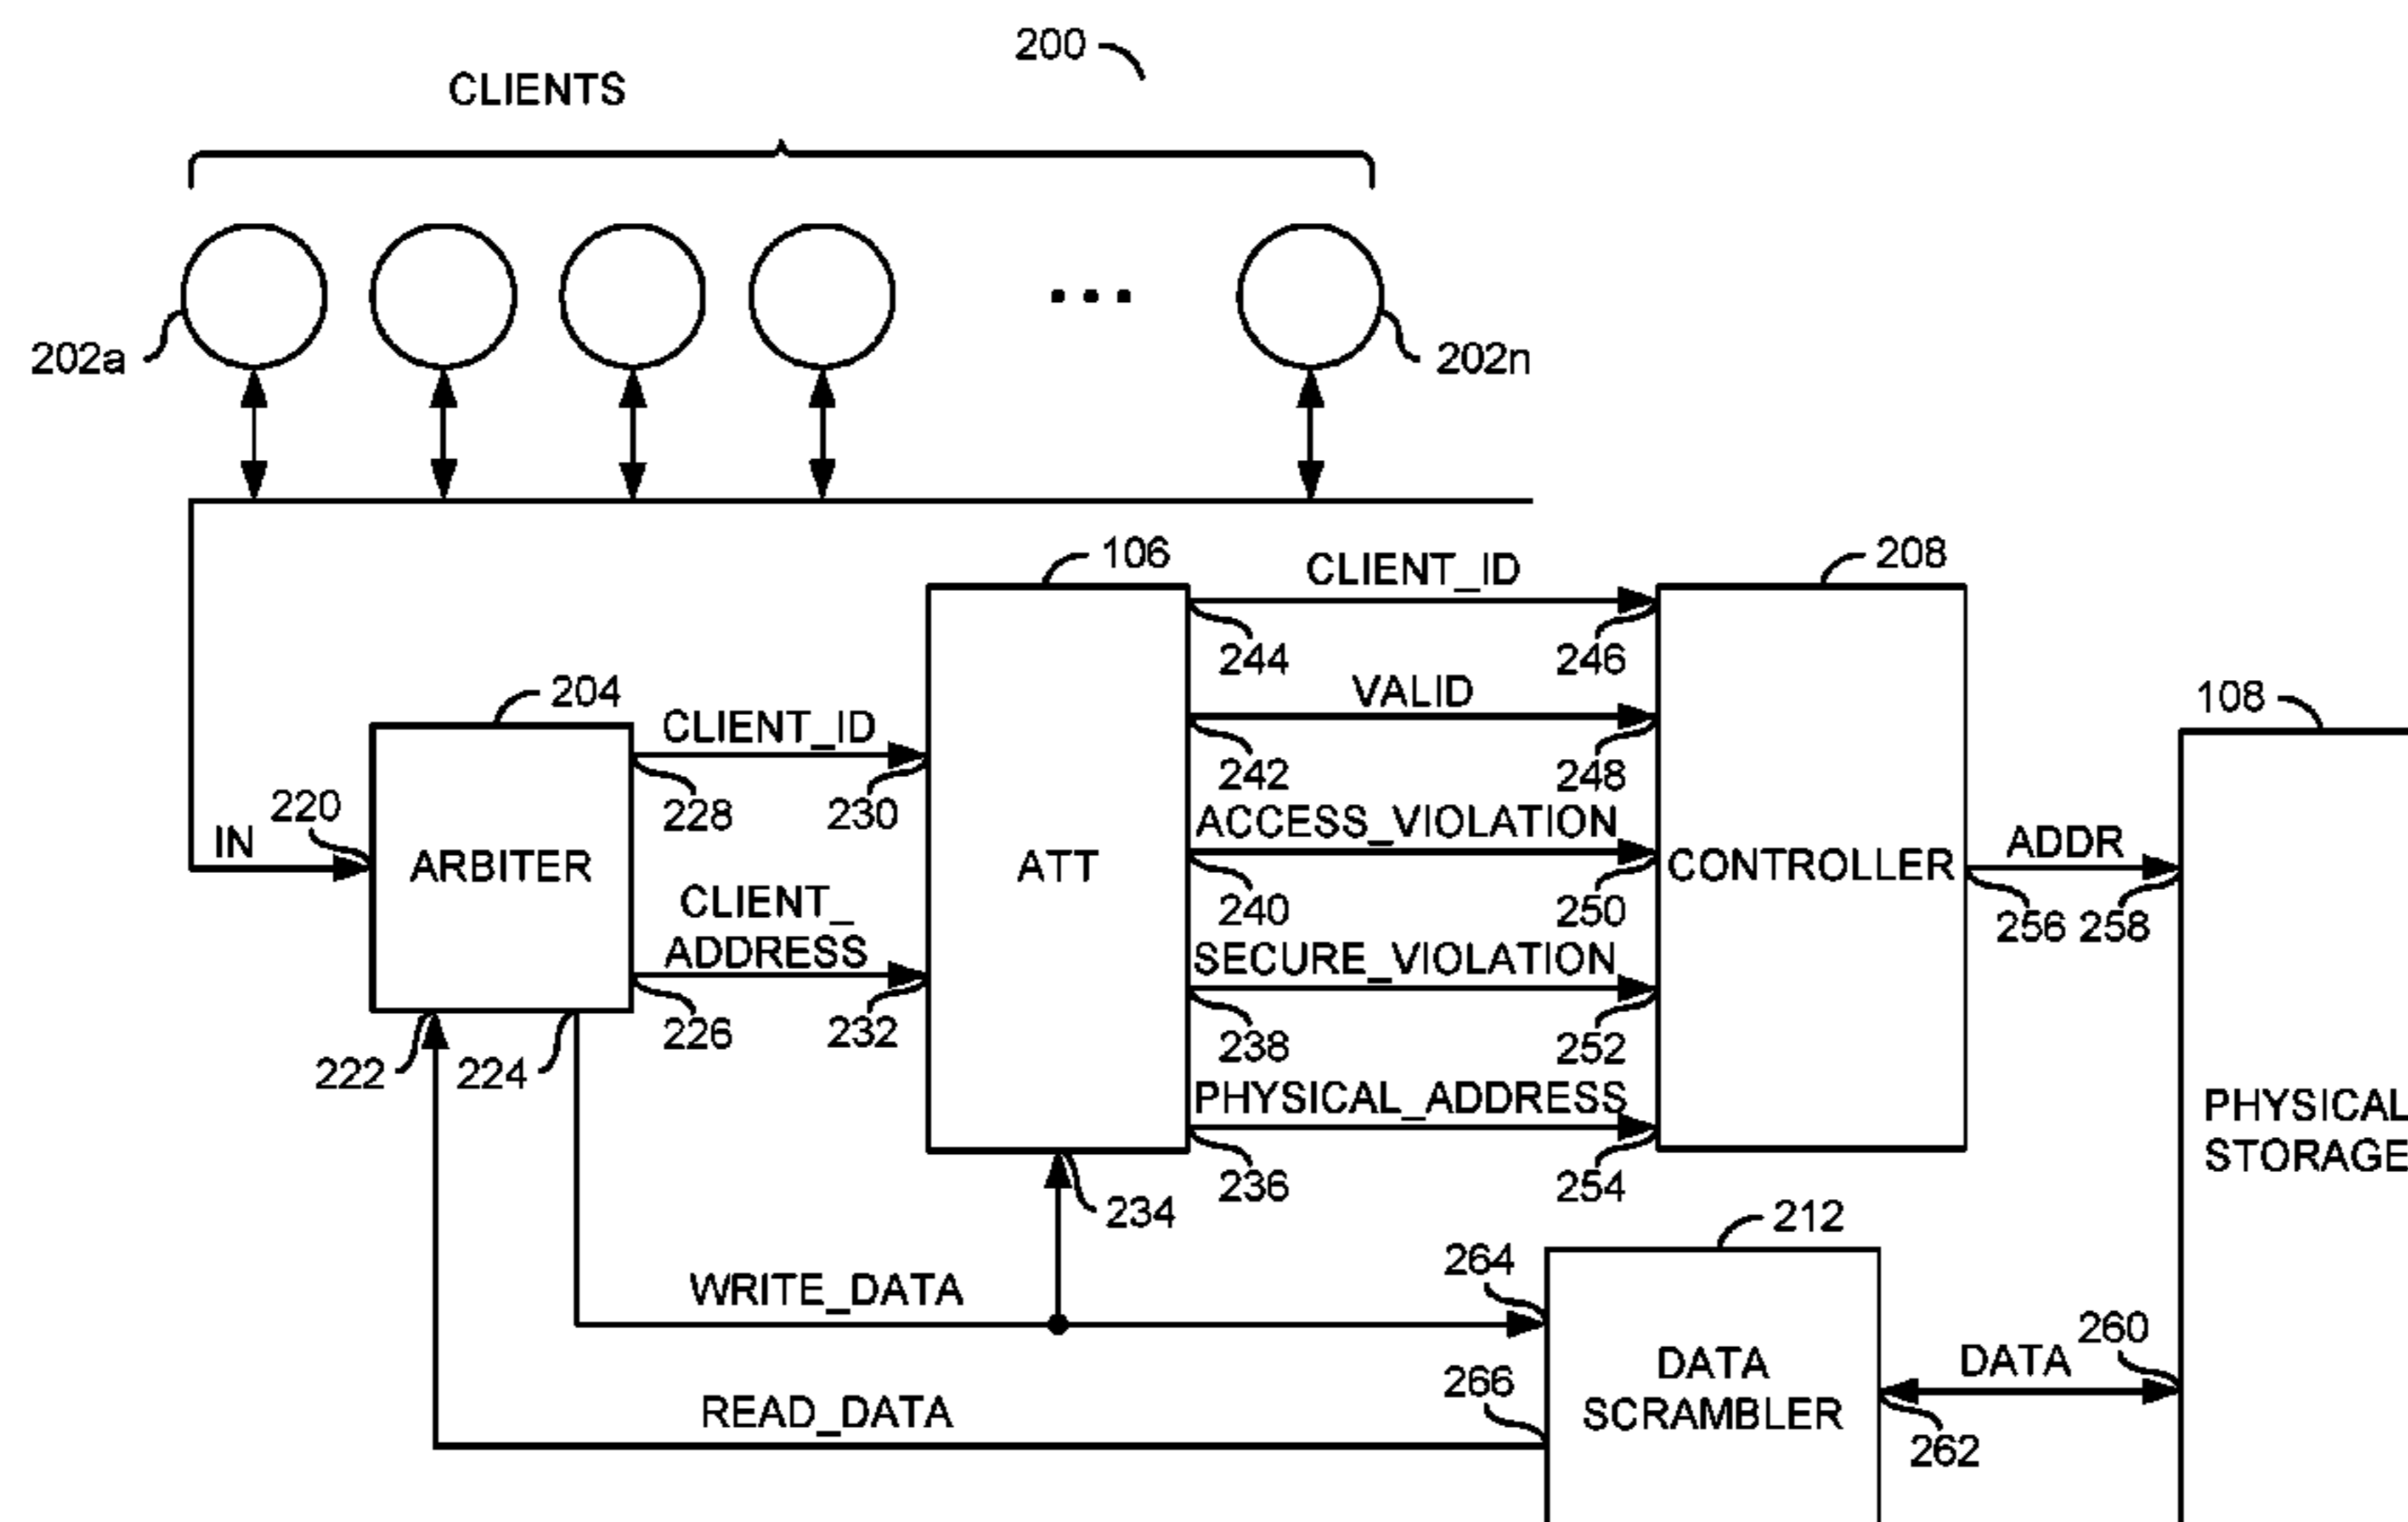 200
CLIENTS
202a
202n
106
CLIENT_ID
208
244
246
204
VALID
108
CLIENT_ID
242
248
220
228
230
ACCESS_VIOLATION
IN
ARBITER
ATT
CONTROLLER
ADDR
CLIENT_
ADDRESS
240
250
256
258
SECURE_VIOLATION
226
232
238
252
222
224
PHYSICAL_ADDRESS
PHYSICAL
STORAGE
236
254
234
212
264
WRITE_DATA
260
DATA
SCRAMBLER
DATA
266
READ_DATA
262